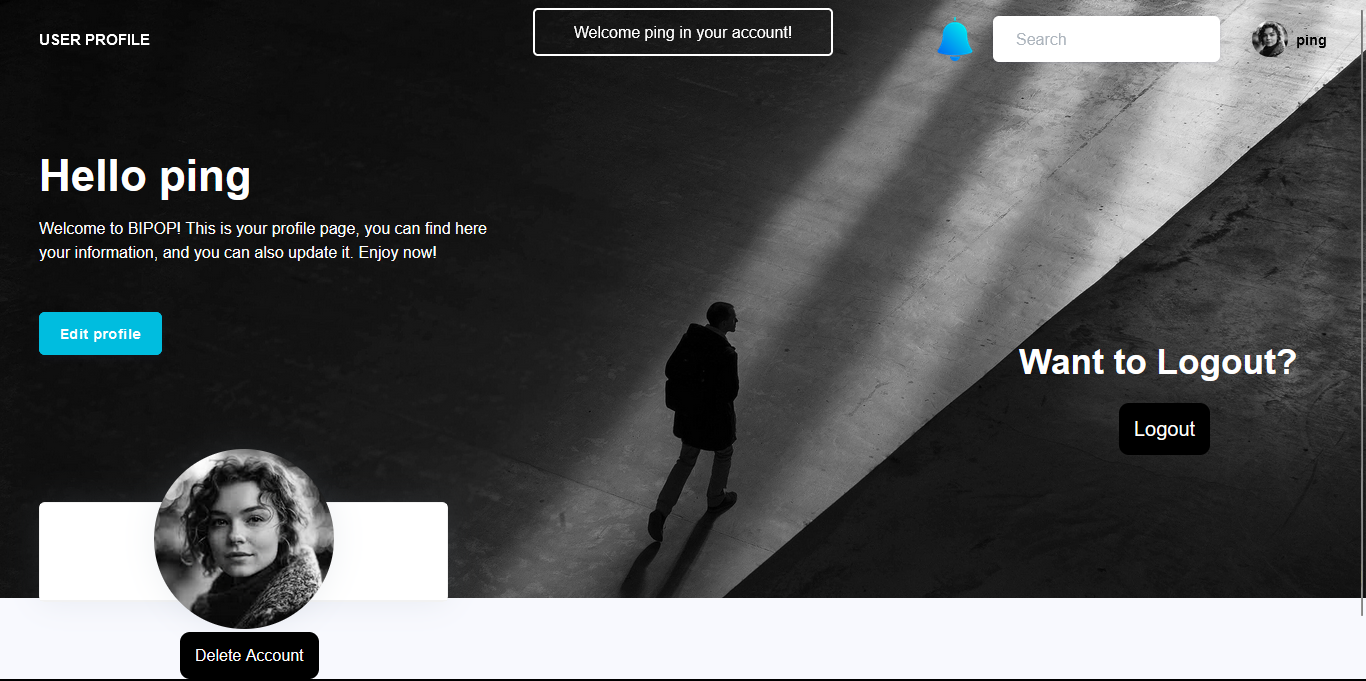 USER PROFILE
Welcome ping in your account!
Search
ping
Hello ping
Welcome to BIPOP! This is your profile page, you can find here
your information, and you can also update it. Enjoy now!
Edit profile
Want to Logout?
Logout
Delete Account